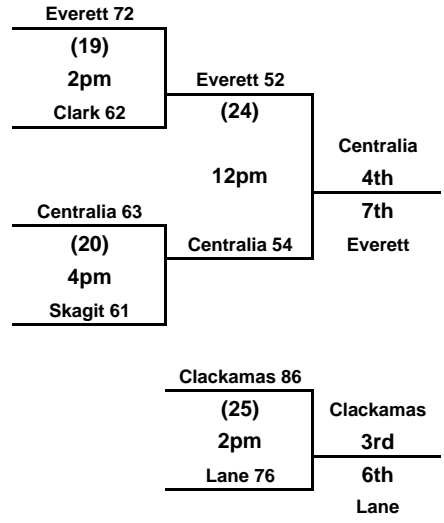 Everett 72
(19)
2pm
Clark 62
Everett 52
(24)
12pm
Centralia 54
Centralia 63
(20)
4pm
Skagit 61
Centralia
4th
7th
Everett
Clackamas 86
(25)
2pm
Lane 76
Clackamas
3rd
6th
Lane